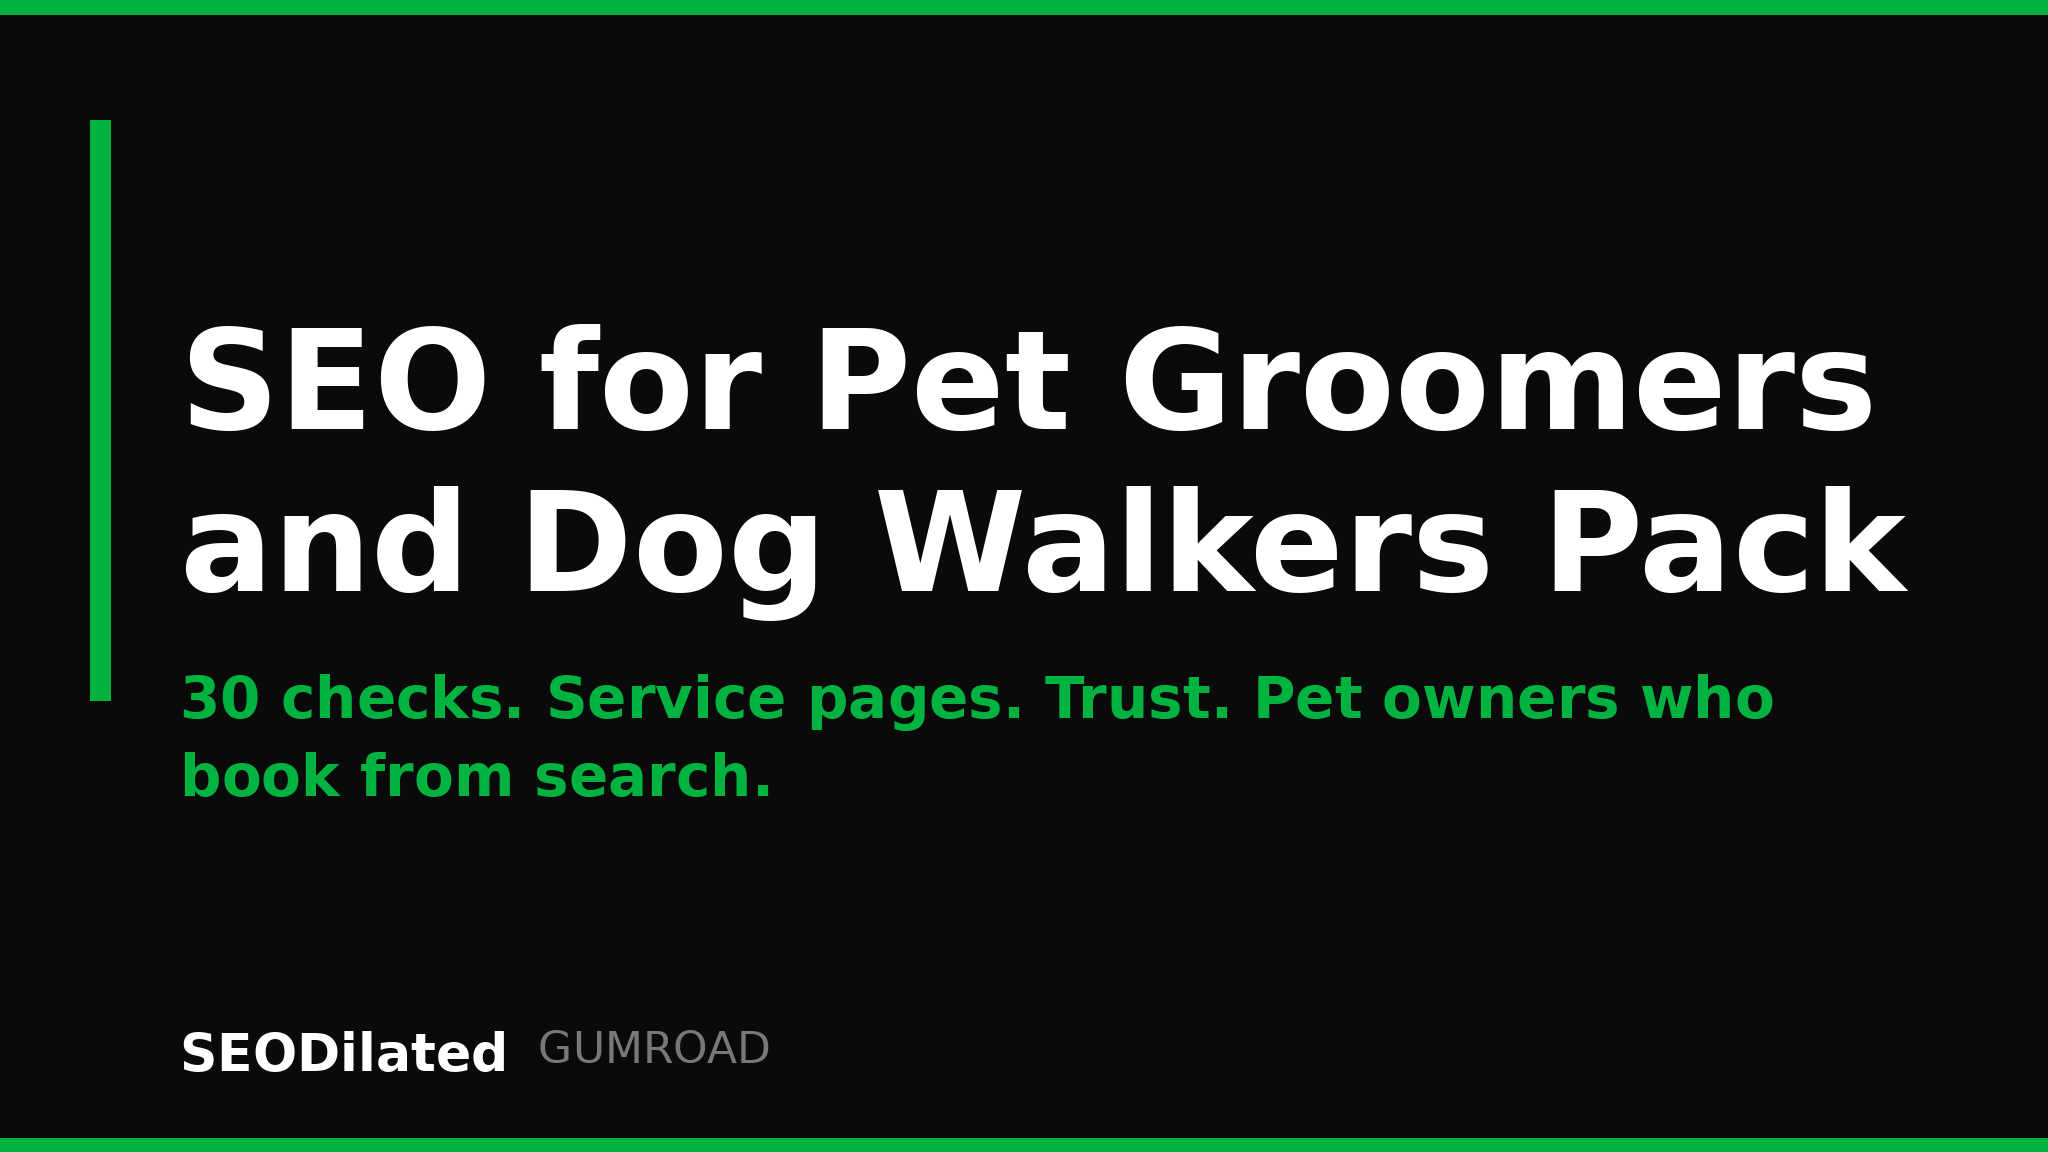 SEO for Pet Groomers
and Dog Walkers Pack
30 checks. Service pages. Trust. Pet owners who
book from search.
SEODilated GUMROAD